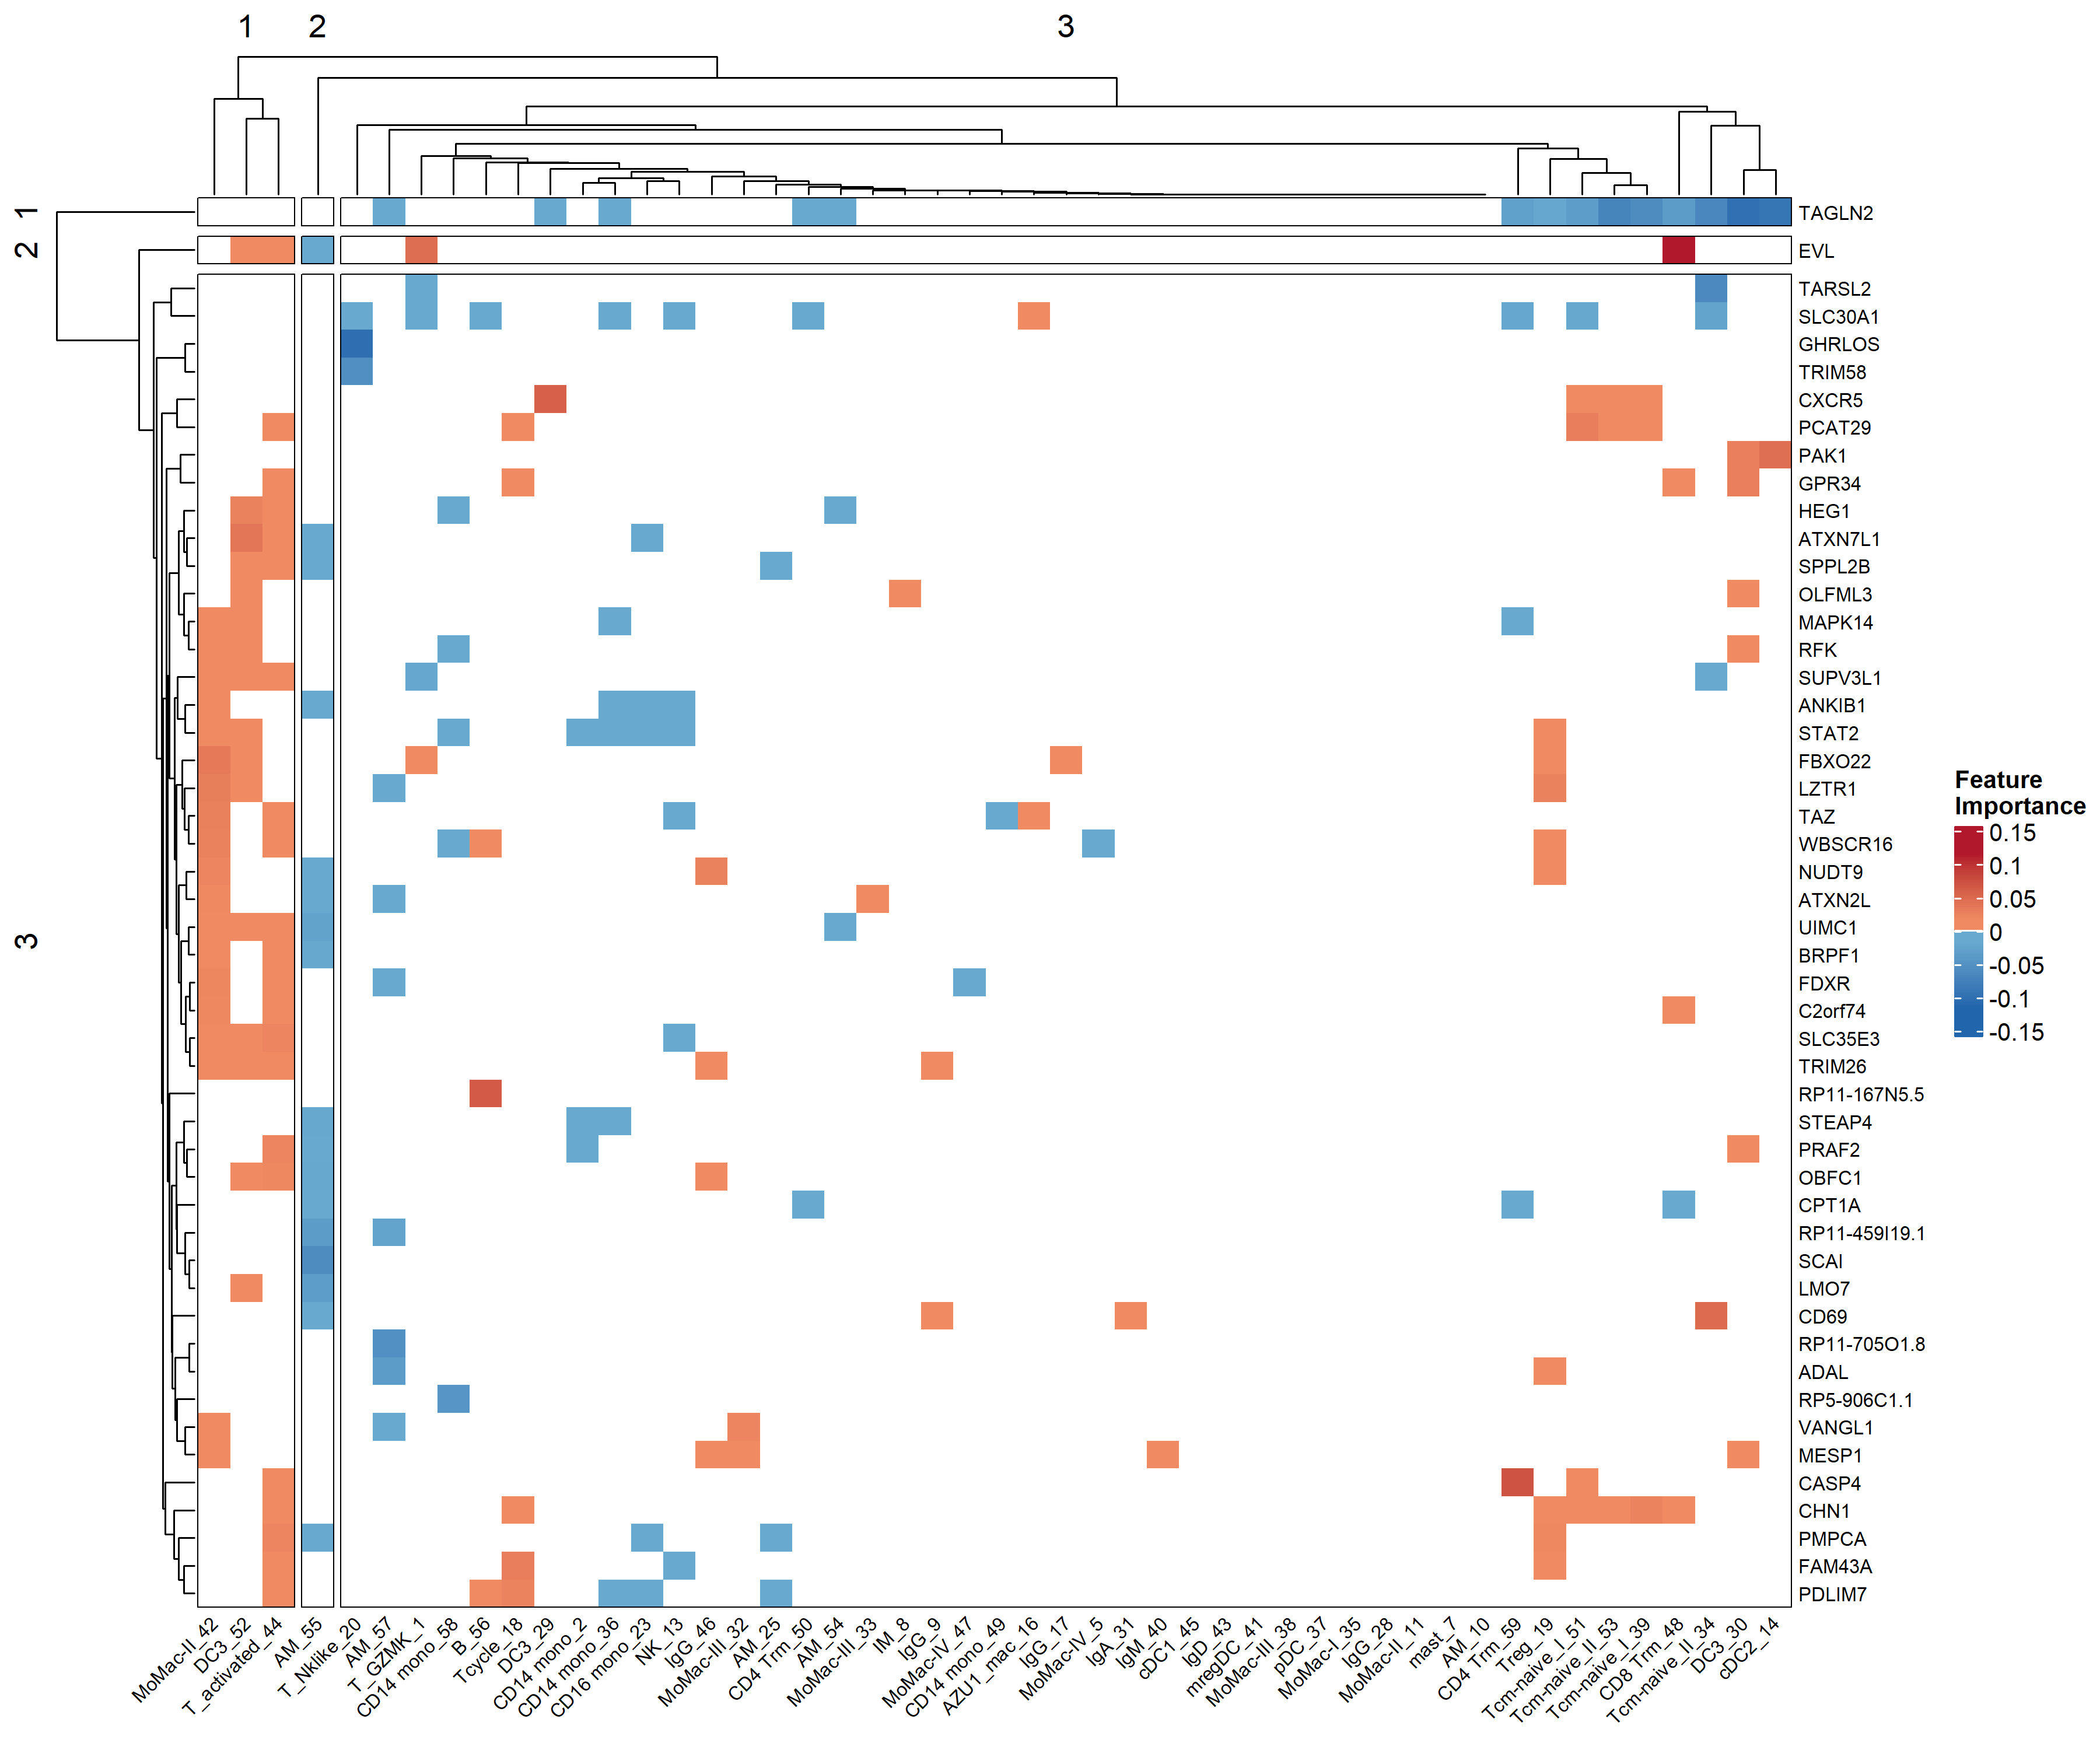 1 2 3
1
2
3
TAGLN2
EVL
TARSL2
SLC30A1
GHRLOS
TRIM58
CXCR5
PCAT29
PAK1
GPR34
HEG1
ATXN7L1
SPPL2B
OLFML3
MAPK14
RFK
SUPV3L1
ANKIB1
STAT2
FBXO22
LZTR1
TAZ
WBSCR16
NUDT9
ATXN2L
UIMC1
BRPF1
FDXR
C2orf74
SLC35E3
TRIM26
RP11-167N5.5
STEAP4
PRAF2
OBFC1
CPT1A
RP11-459I19.1
SCAI
LMO7
CD69
RP11-705O1.8
ADAL
RP5-906C1.1
VANGL1
MESP1
CASP4
CHN1
PMPCA
FAM43A
PDLIM7
MoMac-II_42
DC3_52
T_activated_44
AM_55
T_Nklike_20
AM_57
T_GZMK_1
CD14 mono_58
B_56
Tcycle_18
DC3_29
CD14 mono_2
CD14 mono_36
CD16 mono_23
NK_13
IgG_46
MoMac-III_32
AM_25
CD4 Trm_50
AM_54
MoMac-III_33
IM_8
IgG_9
MoMac-IV_47
CD14 mono_49
AZU1_mac_16
IgG_17
MoMac-IV_5
IgA_31
IgM_40
cDC1_45
IgD_43
mregDC_41
MoMac-III_38
pDC_37
MoMac-I_35
IgG_28
MoMac-II_11
mast_7
AM_10
CD4 Trm_59
Treg_19
Tcm-naive_I_51
Tcm-naive_II_53
Tcm-naive_I_39
CD8 Trm_48
Tcm-naive_II_34
DC3_30
cDC2_14
Feature
Importance
0.15
0.1
0.05
0
-0.05
-0.1
-0.15